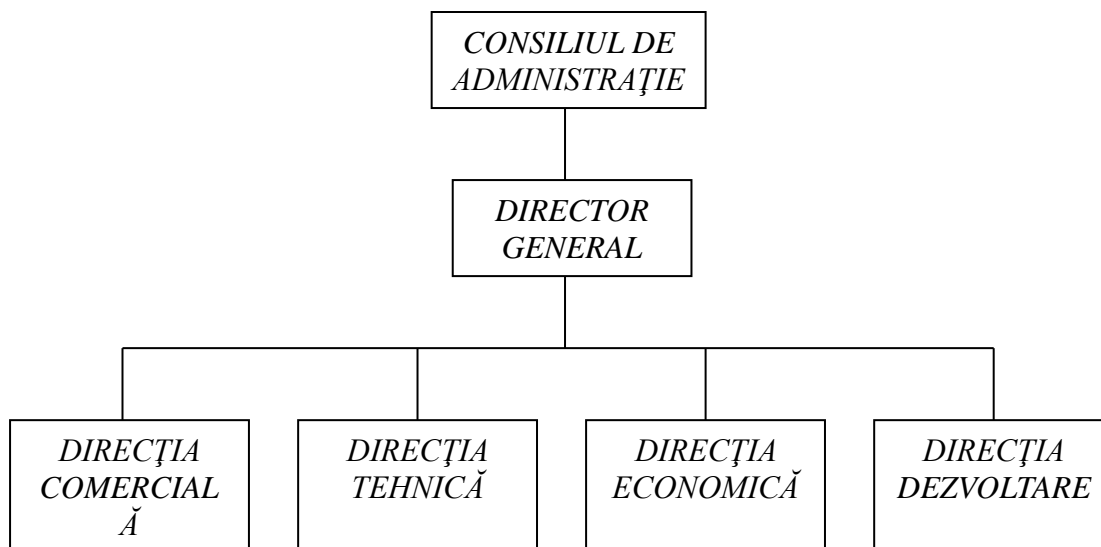 CONSILIUL DE
ADMINISTRAŢIE
DIRECTOR
GENERAL
DIRECŢIA
COMERCIAL
Ă
DIRECŢIA
TEHNICĂ
DIRECŢIA
ECONOMICĂ
DIRECŢIA
DEZVOLTARE